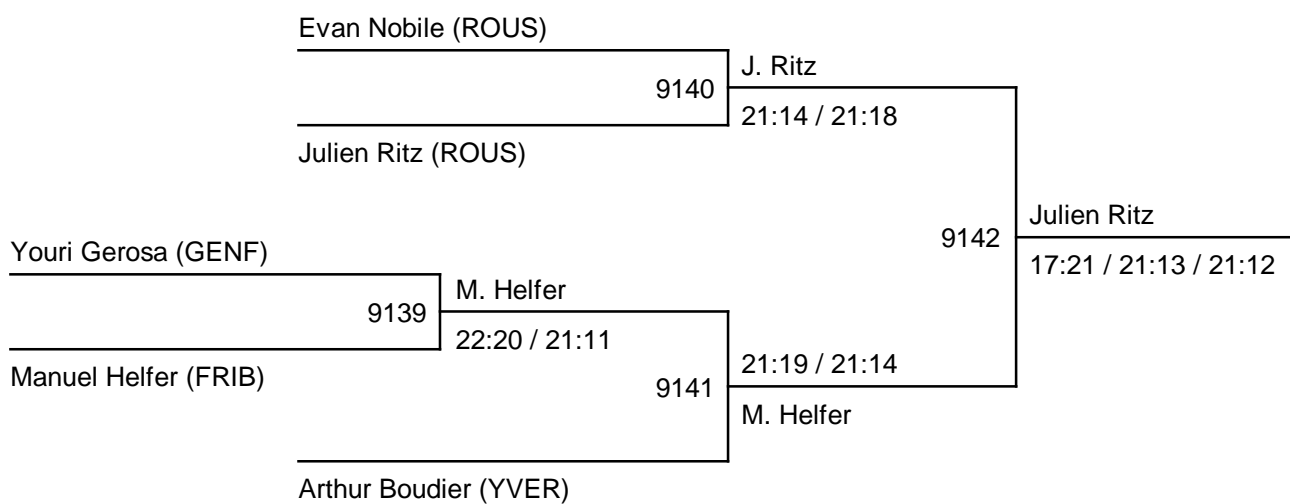 Evan Nobile (ROUS)
J. Ritz
9140
21:14 / 21:18
Julien Ritz (ROUS)
Julien Ritz
9142
Youri Gerosa (GENF)
17:21 / 21:13 / 21:12
M. Helfer
9139
22:20 / 21:11
21:19 / 21:14
Manuel Helfer (FRIB)
9141
M. Helfer
Arthur Boudier (YVER)